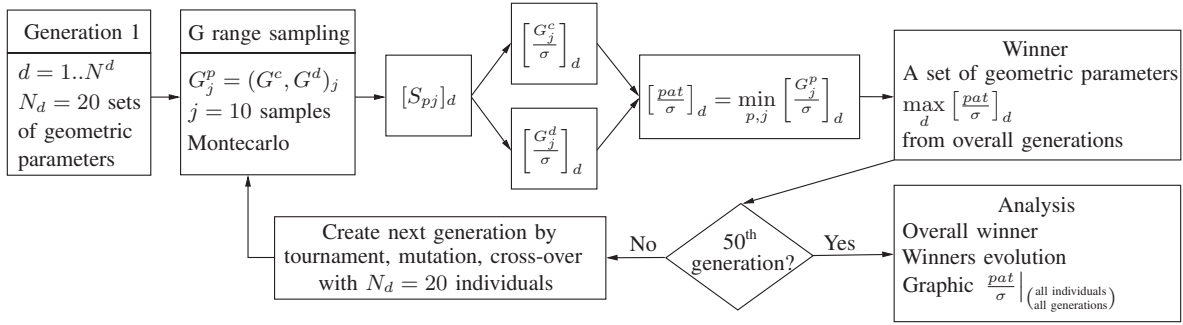 Generation 1
d = 1..N^d
N_d = 20 sets
of geometric
parameters
G range sampling
G_j^p = (G^c, G^d)_j
j = 10 samples
Montecarlo
[S_{pj}]_d
[G_j^c / σ]_d
[G_j^d / σ]_d
[pat / σ]_d = min_{p,j} [G_j^p / σ]_d
Winner
A set of geometric parameters
max_d [pat / σ]_d
from overall generations
50^th
generation?
No
Yes
Create next generation by
tournament, mutation, cross-over
with N_d = 20 individuals
Analysis
Overall winner
Winners evolution
Graphic pat / σ |_(all individuals all generations)